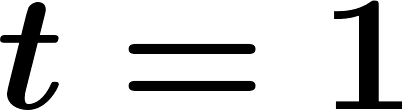 t = 1